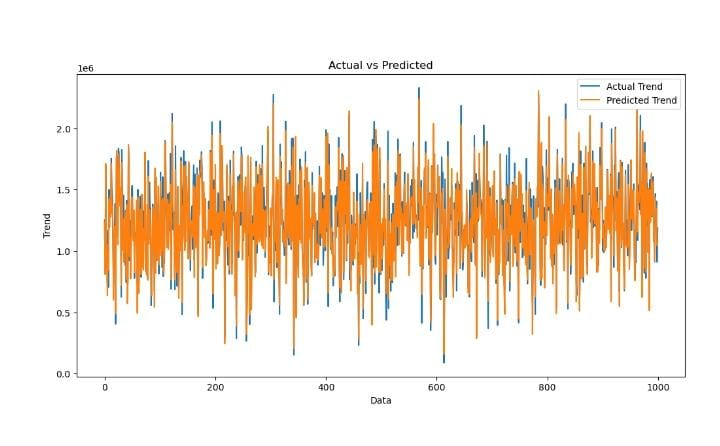 Actual vs Predicted
1e6
Actual Trend
Predicted Trend
2.0
1.5
1.0
0.5
0.0
Trend
0 200 400 600 800 1000
Data